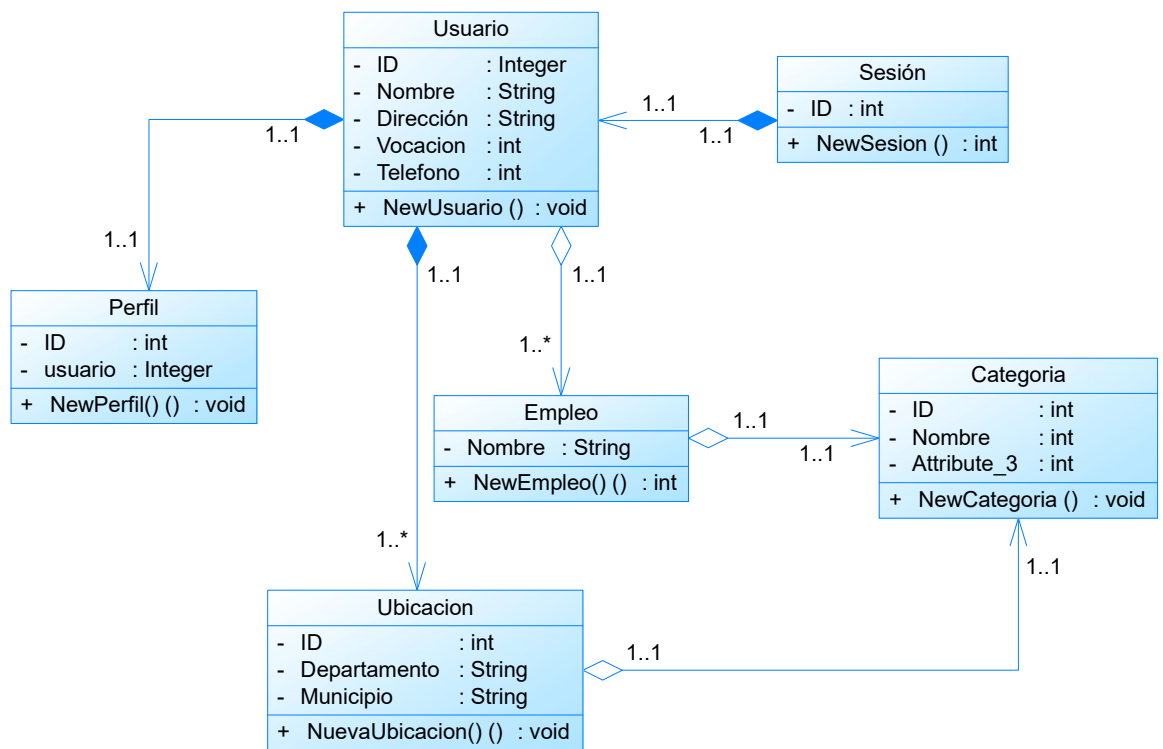 Usuario
- ID : Integer
- Nombre : String
- Dirección : String
- Vocacion : int
- Telefono : int
+ NewUsuario () : void
Sesión
- ID : int
+ NewSesion () : int
1..1
1..1
1..1
1..1
1..1
1..1
1..*
1..*
Perfil
- ID : int
- usuario : Integer
+ NewPerfil() () : void
Empleo
- Nombre : String
+ NewEmpleo() () : int
1..1
1..1
Categoria
- ID : int
- Nombre : int
- Attribute_3 : int
+ NewCategoria () : void
Ubicacion
- ID : int
- Departamento : String
- Municipio : String
+ NuevaUbicacion() () : void
1..1
1..1